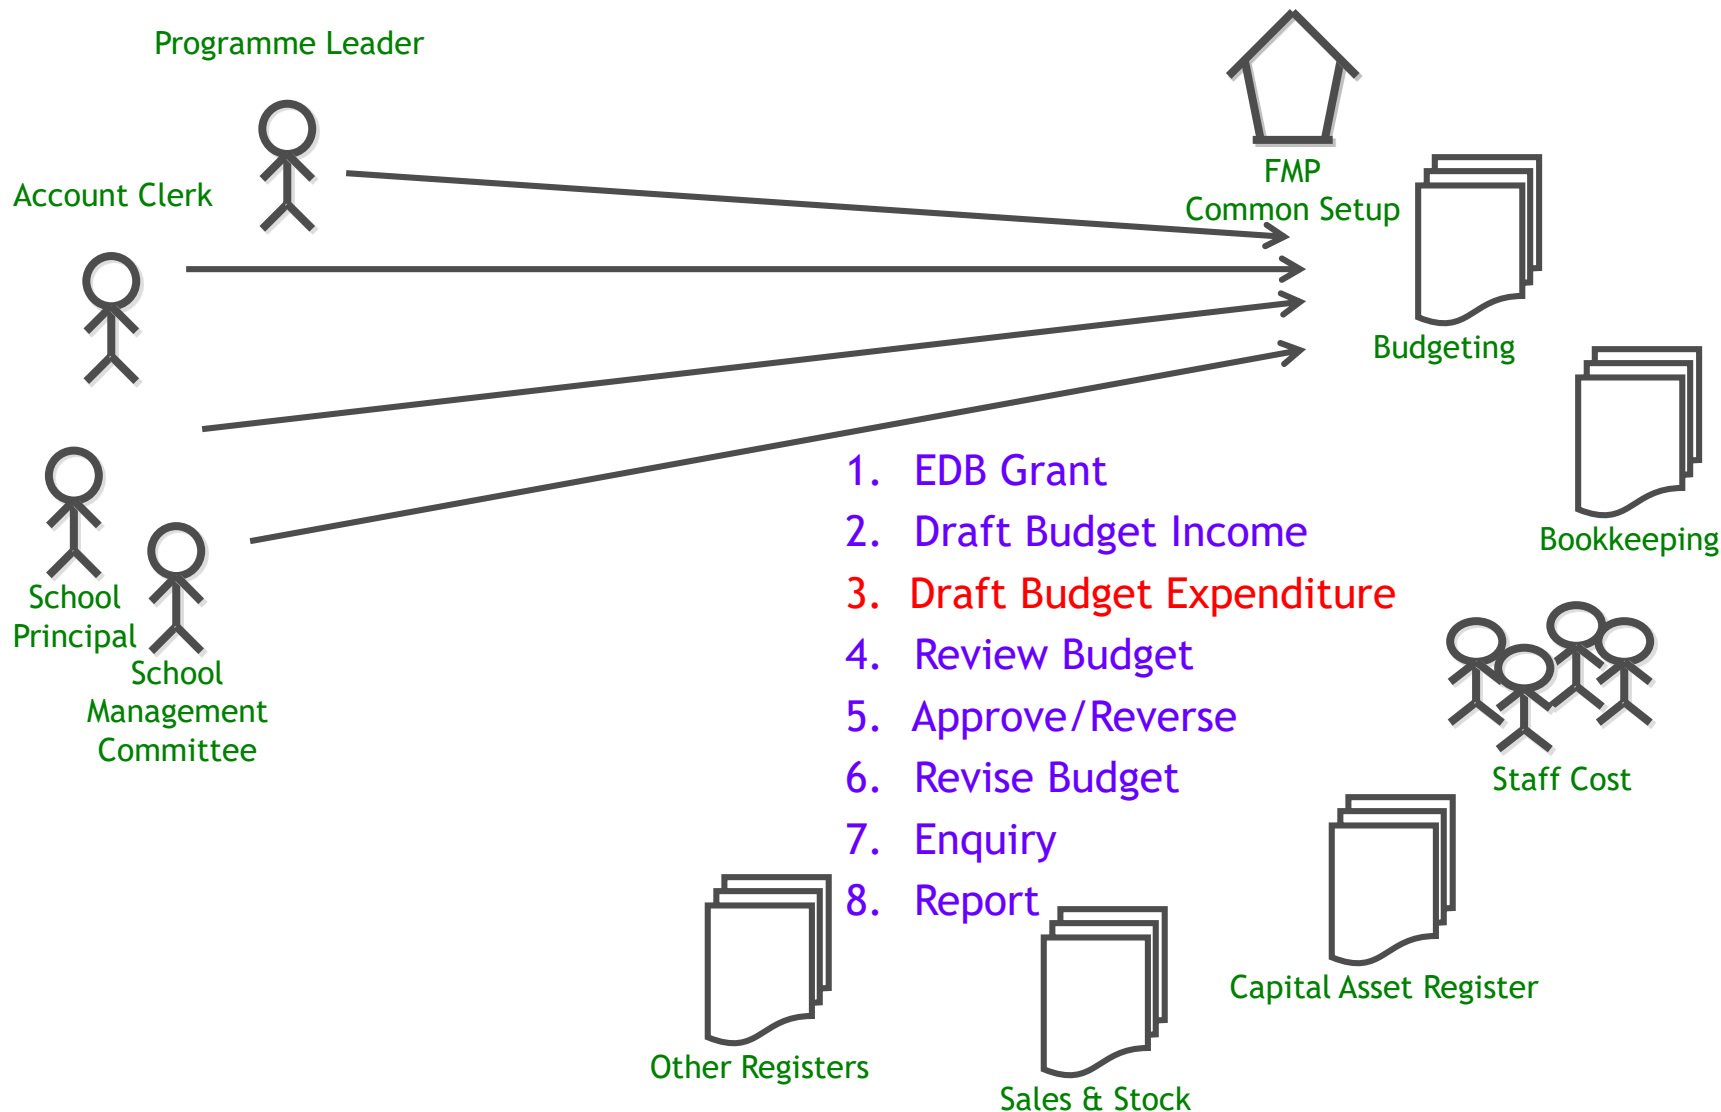 Programme Leader
Account Clerk
School
Principal
School
Management
Committee
FMP
Common Setup
Budgeting
Bookkeeping
1. EDB Grant
2. Draft Budget Income
3. Draft Budget Expenditure
4. Review Budget
5. Approve/Reverse
6. Revise Budget
7. Enquiry
8. Report
Staff Cost
Capital Asset Register
Other Registers
Sales & Stock